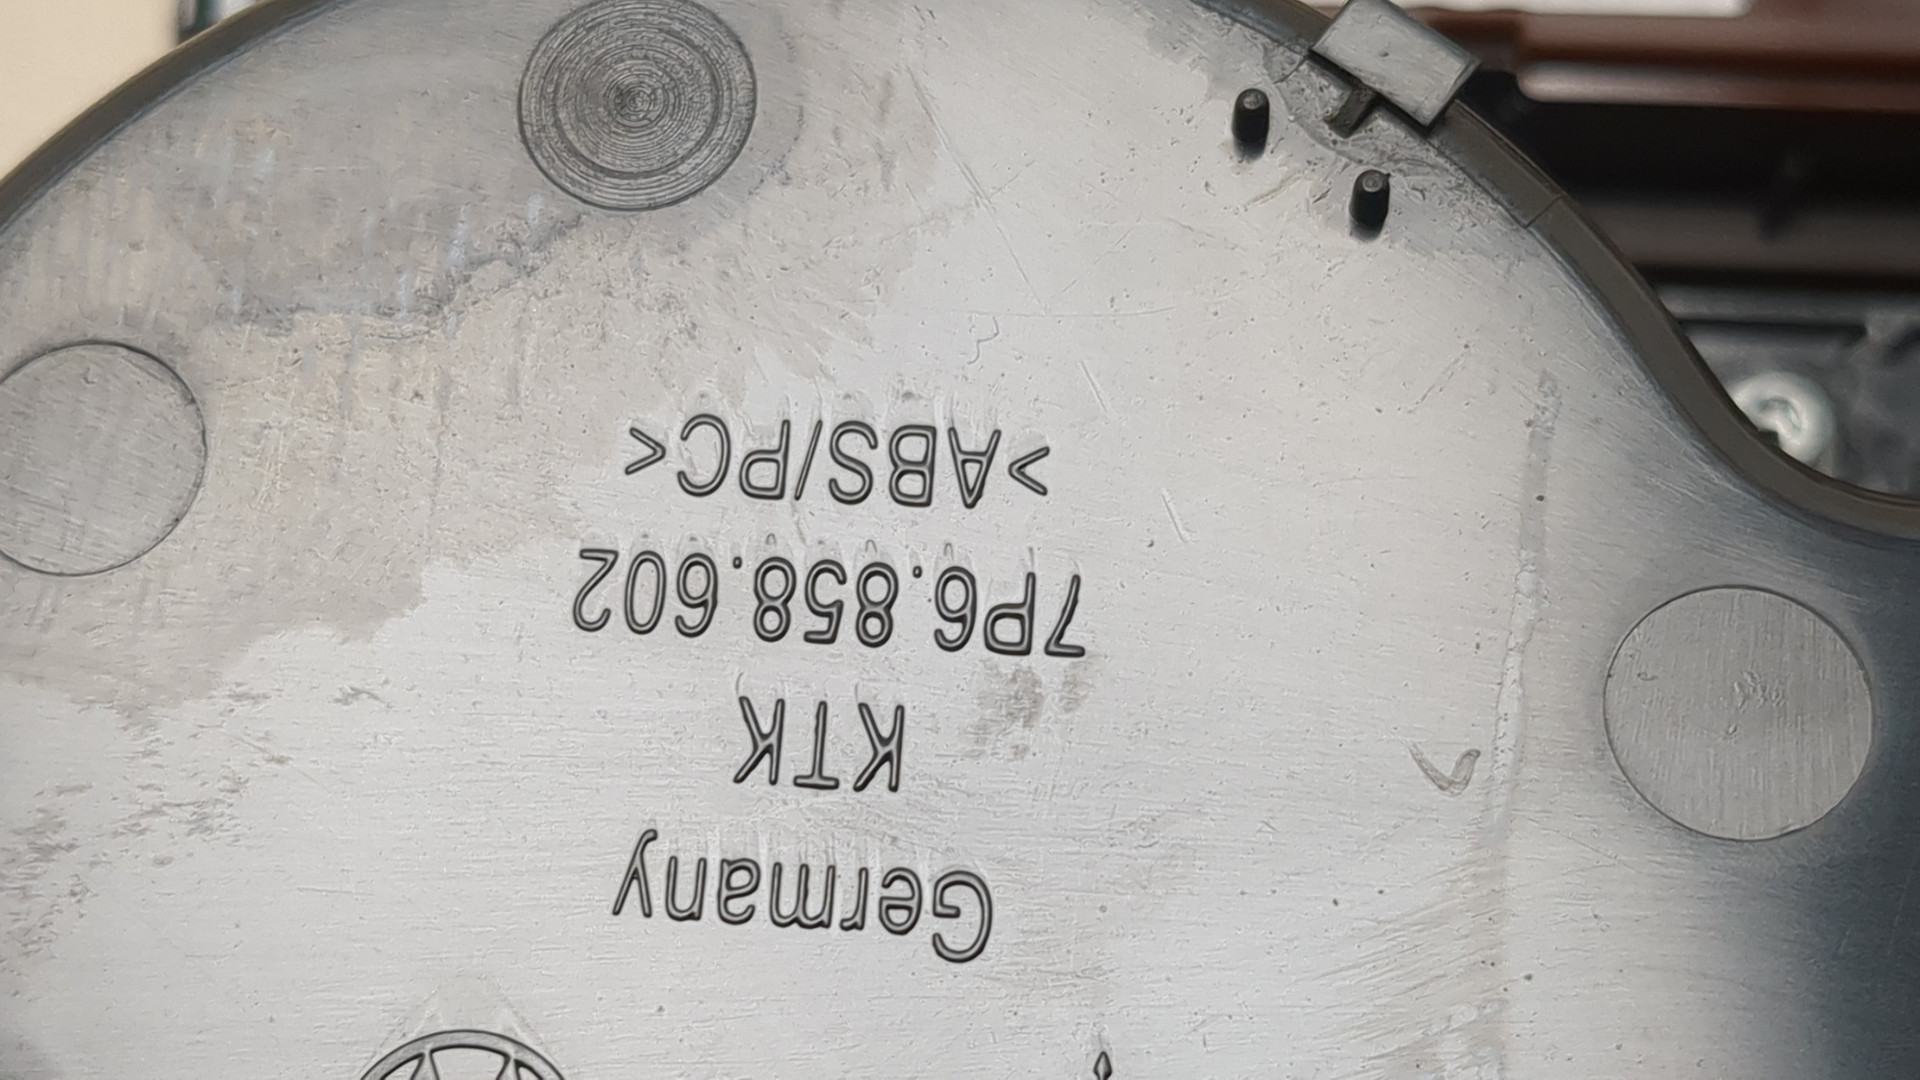 Germany
KTK
7P6.858.602
>ABS/PC<